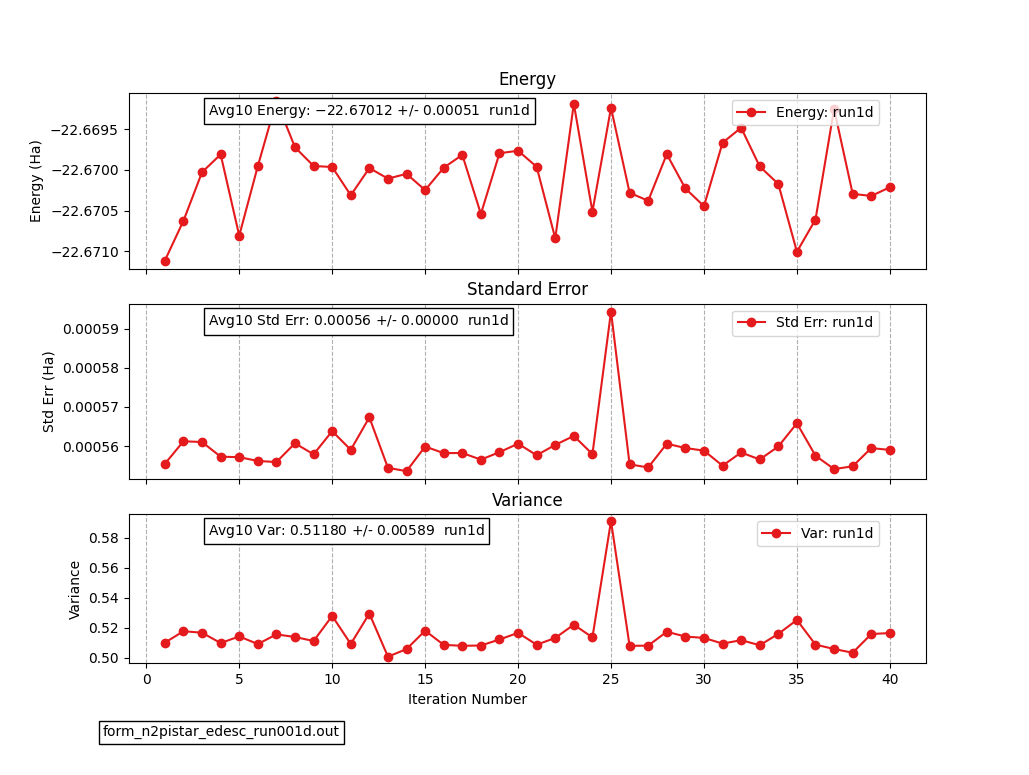 Energy
Avg10 Energy: −22.67012 +/- 0.00051 run1d
Energy: run1d
Energy (Ha)
−22.6695
−22.6700
−22.6705
−22.6710
Standard Error
Avg10 Std Err: 0.00056 +/- 0.00000 run1d
Std Err: run1d
Std Err (Ha)
0.00059
0.00058
0.00057
0.00056
Variance
Avg10 Var: 0.51180 +/- 0.00589 run1d
Var: run1d
Variance
0.58
0.56
0.54
0.52
0.50
0 5 10 15 20 25 30 35 40
Iteration Number
form_n2pistar_edesc_run001d.out